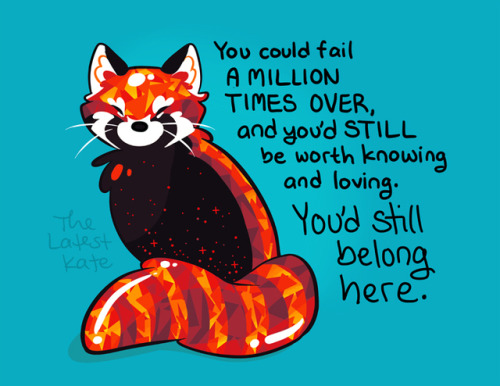 You could fail
A MILLION
TIMES OVER,
and you'd STILL
be worth knowing
and loving.
You'd still
belong
here.
The
Latest
Kate